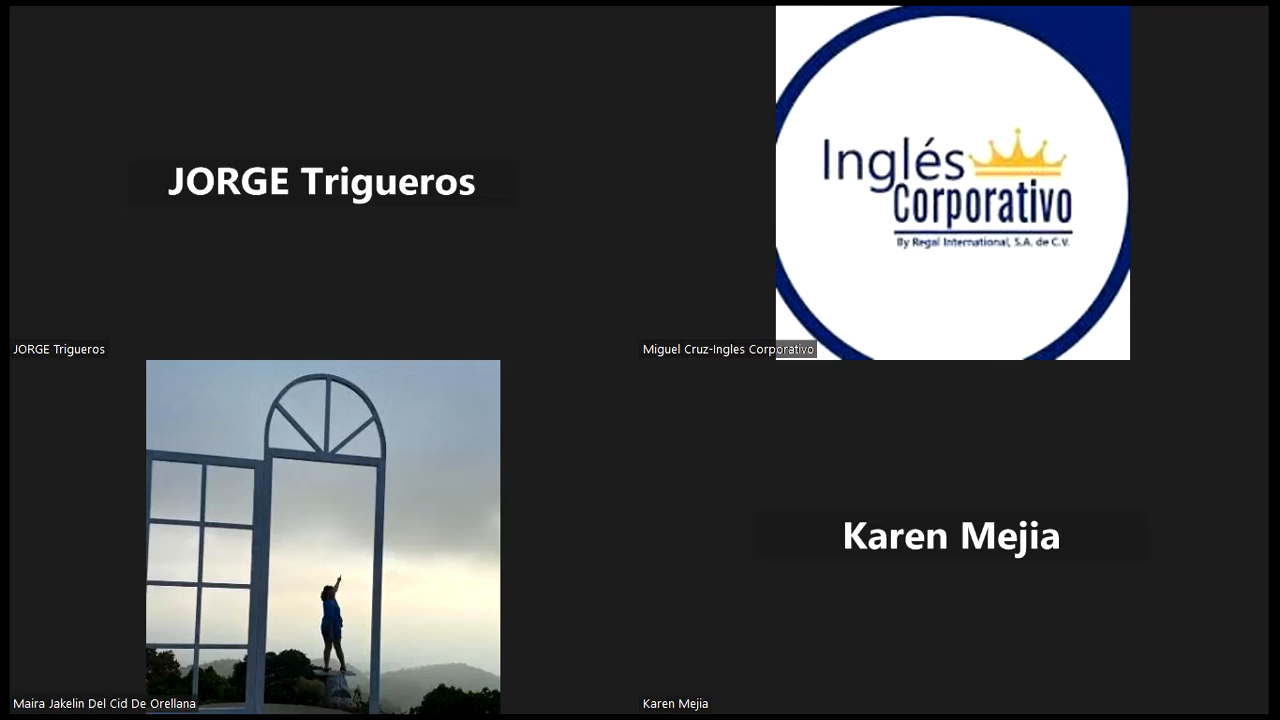 JORGE Trigueros
Inglés
Corporativo
By Regal International, S.A. de C.V.
JORGE Trigueros
Miguel Cruz-Ingles Corporativo
Karen Mejia
Maira Jakelin Del Cid De Orellana
Karen Mejia